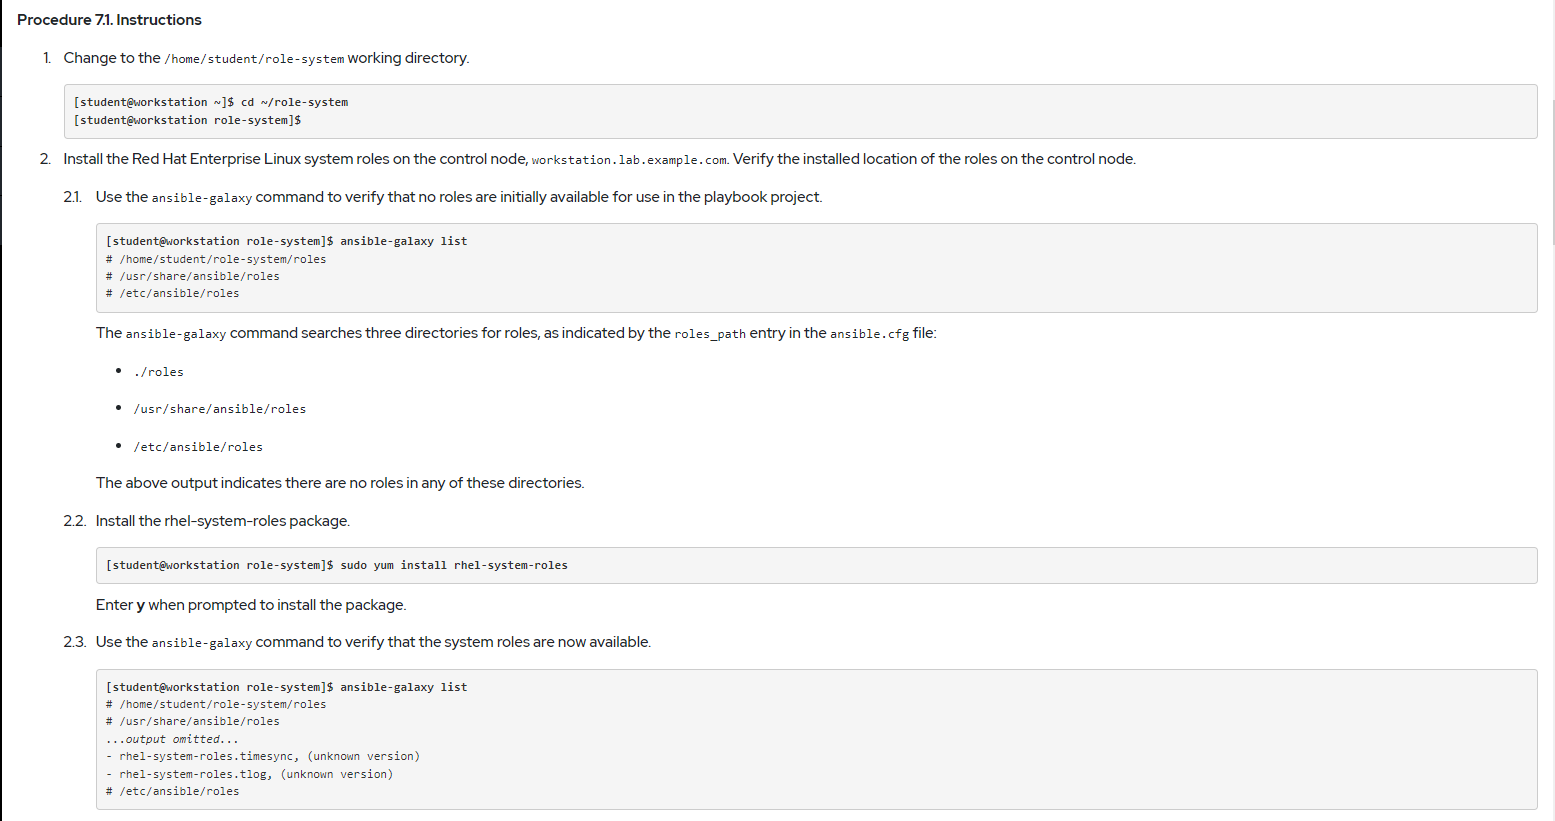 Procedure 7.1. Instructions
1. Change to the /home/student/role-system working directory.
[student@workstation ~]$ cd ~/role-system
[student@workstation role-system]$
2. Install the Red Hat Enterprise Linux system roles on the control node, workstation.lab.example.com. Verify the installed location of the roles on the control node.
2.1. Use the ansible-galaxy command to verify that no roles are initially available for use in the playbook project.
[student@workstation role-system]$ ansible-galaxy list
# /home/student/role-system/roles
# /usr/share/ansible/roles
# /etc/ansible/roles
The ansible-galaxy command searches three directories for roles, as indicated by the roles_path entry in the ansible.cfg file:
• ./roles
• /usr/share/ansible/roles
• /etc/ansible/roles
The above output indicates there are no roles in any of these directories.
2.2. Install the rhel-system-roles package.
[student@workstation role-system]$ sudo yum install rhel-system-roles
Enter y when prompted to install the package.
2.3. Use the ansible-galaxy command to verify that the system roles are now available.
[student@workstation role-system]$ ansible-galaxy list
# /home/student/role-system/roles
# /usr/share/ansible/roles
...output omitted...
- rhel-system-roles.timesync, (unknown version)
- rhel-system-roles.tlog, (unknown version)
# /etc/ansible/roles